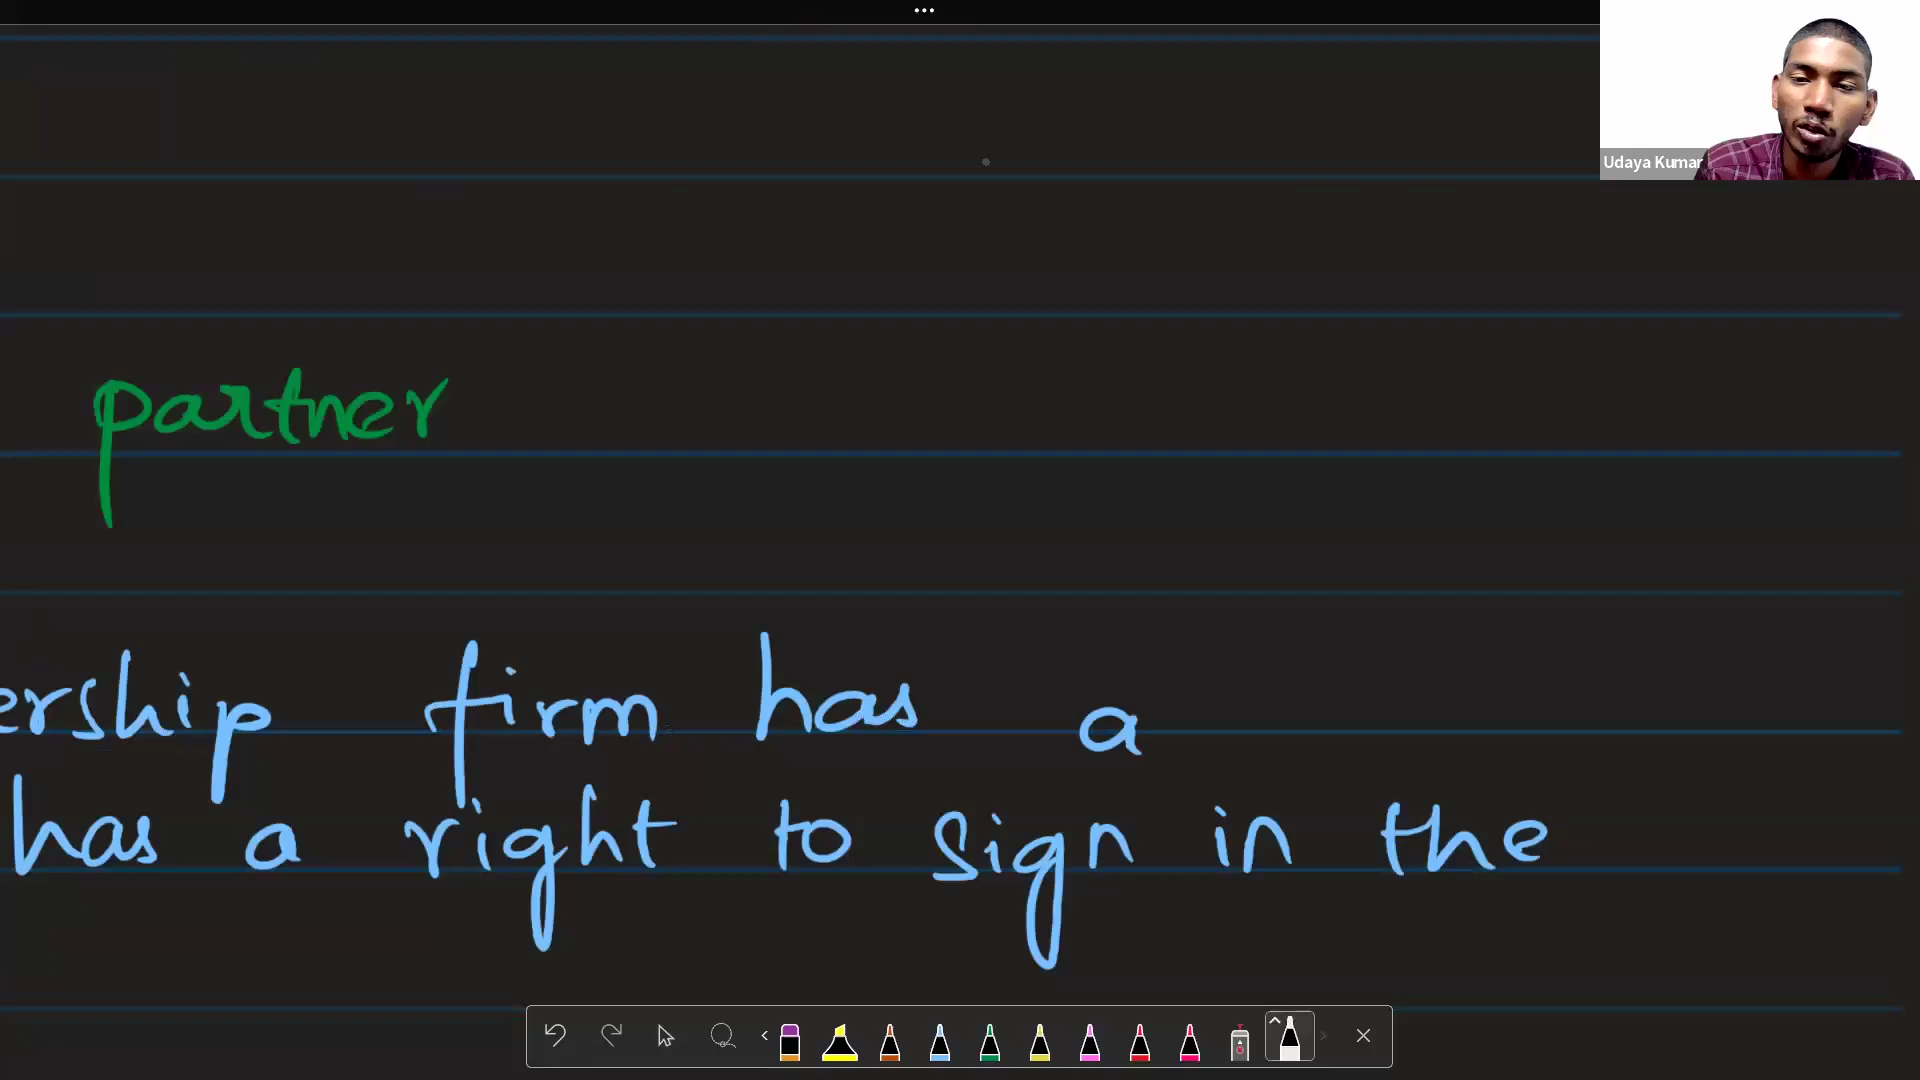 Udaya Kumar
partner
ership firm has a
has a right to sign in the